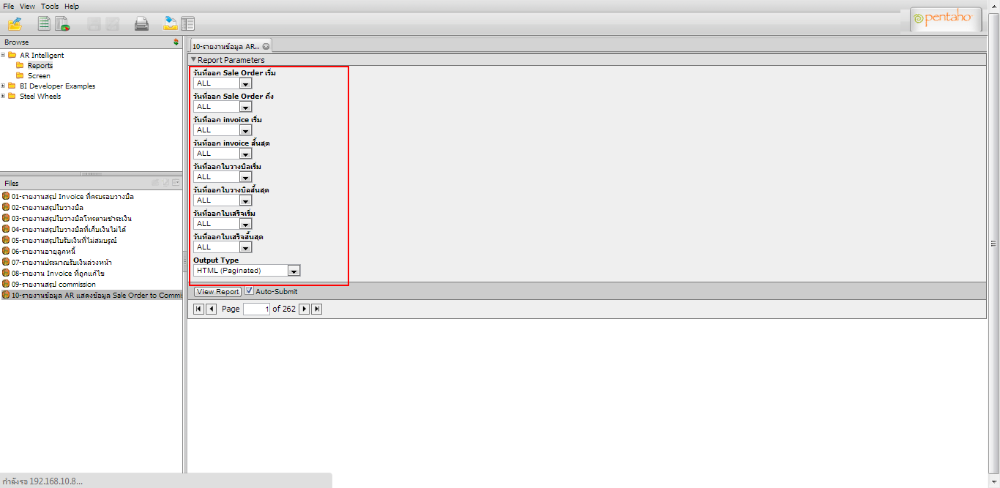 File View Tools Help
pentaho
Browse
AR Intelligent
Reports
Screen
BI Developer Examples
Steel Wheels
Files
01-รายงานสรุป Invoice ที่ครบรอบวางบิล
02-รายงานสรุปใบวางบิล
03-รายงานสรุปใบวางบิลโทรตามชำระเงิน
04-รายงานสรุปใบวางบิลที่เก็บเงินไม่ได้
05-รายงานสรุปใบรับเงินที่ไม่สมบรูณ์
06-รายงานอายุลูกหนี้
07-รายงานประมาณรับเงินล่วงหน้า
08-รายงาน Invoice ที่ถูกแก้ไข
09-รายงานสรุป commission
10-รายงานข้อมูล AR แสดงข้อมูล Sale Order to Commi
10-รายงานข้อมูล AR..
Report Parameters
วันที่ออก Sale Order เริ่ม
ALL
วันที่ออก Sale Order ถึง
ALL
วันที่ออก invoice เริ่ม
ALL
วันที่ออก invoice สิ้นสุด
ALL
วันที่ออกใบวางบิลเริ่ม
ALL
วันที่ออกใบวางบิลสิ้นสุด
ALL
วันที่ออกใบเสร็จเริ่ม
ALL
วันที่ออกใบเสร็จสิ้นสุด
ALL
Output Type
HTML (Paginated)
View Report Auto-Submit
Page 1 of 262
กำลังรอ 192.168.10.8...